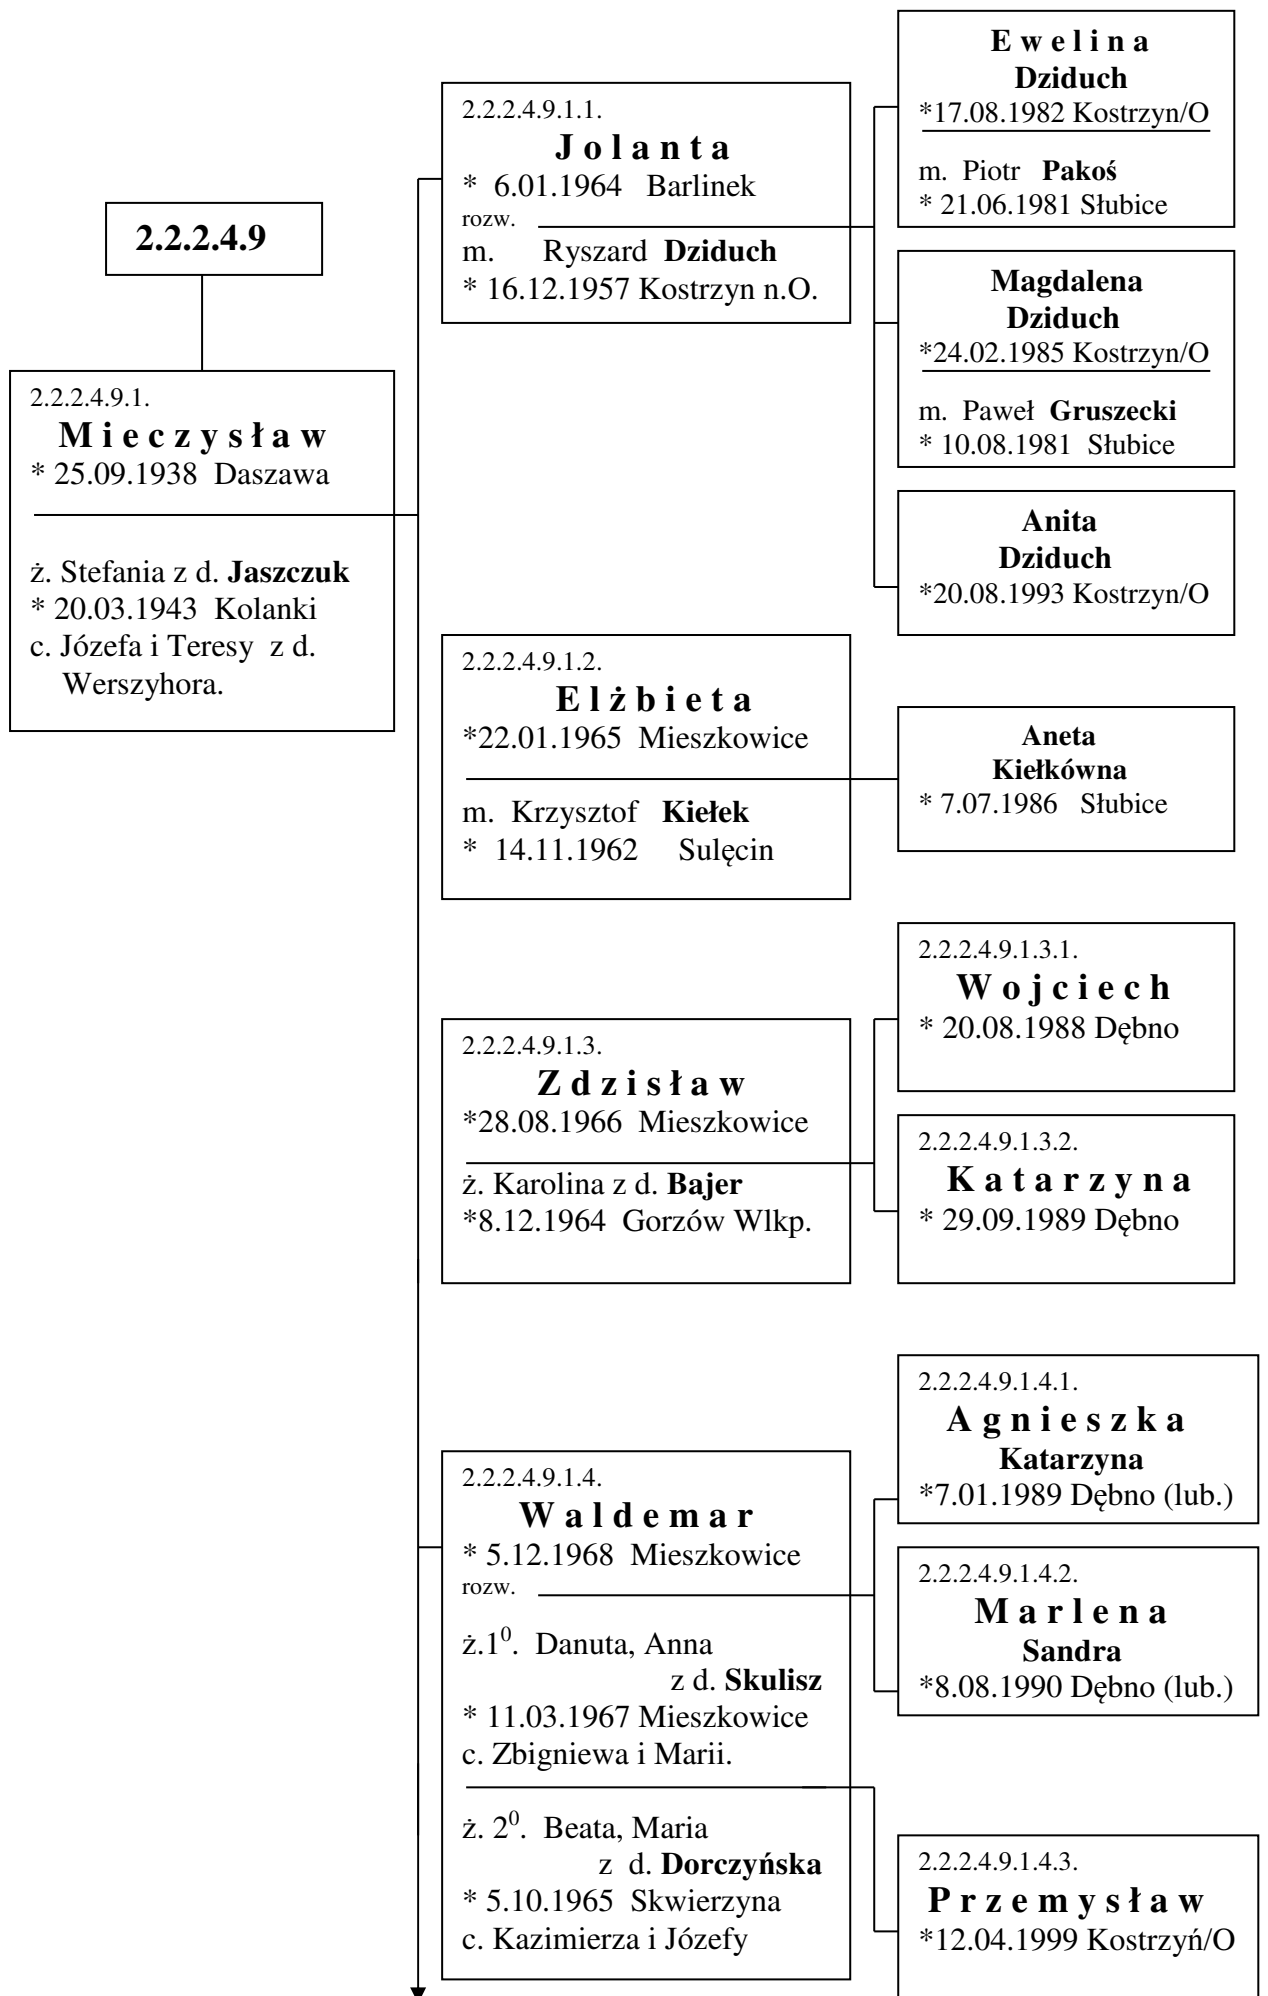 2.2.2.4.9
2.2.2.4.9.1.
M i e c z y s ł a w
* 25.09.1938 Daszawa
ż. Stefania z d. Jaszczuk
* 20.03.1943 Kolanki
c. Józefa i Teresy z d.
Werszyhora.
2.2.2.4.9.1.1.
J o l a n t a
* 6.01.1964 Barlinek
rozw.
m. Ryszard Dziduch
* 16.12.1957 Kostrzyn n.O.
E w e l i n a
Dziduch
*17.08.1982 Kostrzyn/O
m. Piotr Pakoś
* 21.06.1981 Słubice
Magdalena
Dziduch
*24.02.1985 Kostrzyn/O
m. Paweł Gruszecki
* 10.08.1981 Słubice
Anita
Dziduch
*20.08.1993 Kostrzyn/O
2.2.2.4.9.1.2.
E l ż b i e t a
*22.01.1965 Mieszkowice
m. Krzysztof Kiełek
* 14.11.1962 Sulęcin
Aneta
Kiełkówna
* 7.07.1986 Słubice
2.2.2.4.9.1.3.
Z d z i s ł a w
*28.08.1966 Mieszkowice
ż. Karolina z d. Bajer
*8.12.1964 Gorzów Wlkp.
2.2.2.4.9.1.3.1.
W o j c i e c h
* 20.08.1988 Dębno
2.2.2.4.9.1.3.2.
K a t a r z y n a
* 29.09.1989 Dębno
2.2.2.4.9.1.4.
W a l d e m a r
* 5.12.1968 Mieszkowice
rozw.
ż.1⁰. Danuta, Anna
z d. Skulisz
* 11.03.1967 Mieszkowice
c. Zbigniewa i Marii.
ż. 2⁰. Beata, Maria
z d. Dorczyńska
* 5.10.1965 Skwierzyna
c. Kazimierza i Józefy
2.2.2.4.9.1.4.1.
A g n i e s z k a
Katarzyna
*7.01.1989 Dębno (lub.)
2.2.2.4.9.1.4.2.
M a r l e n a
Sandra
*8.08.1990 Dębno (lub.)
2.2.2.4.9.1.4.3.
P r z e m y s ł a w
*12.04.1999 Kostrzyń/O